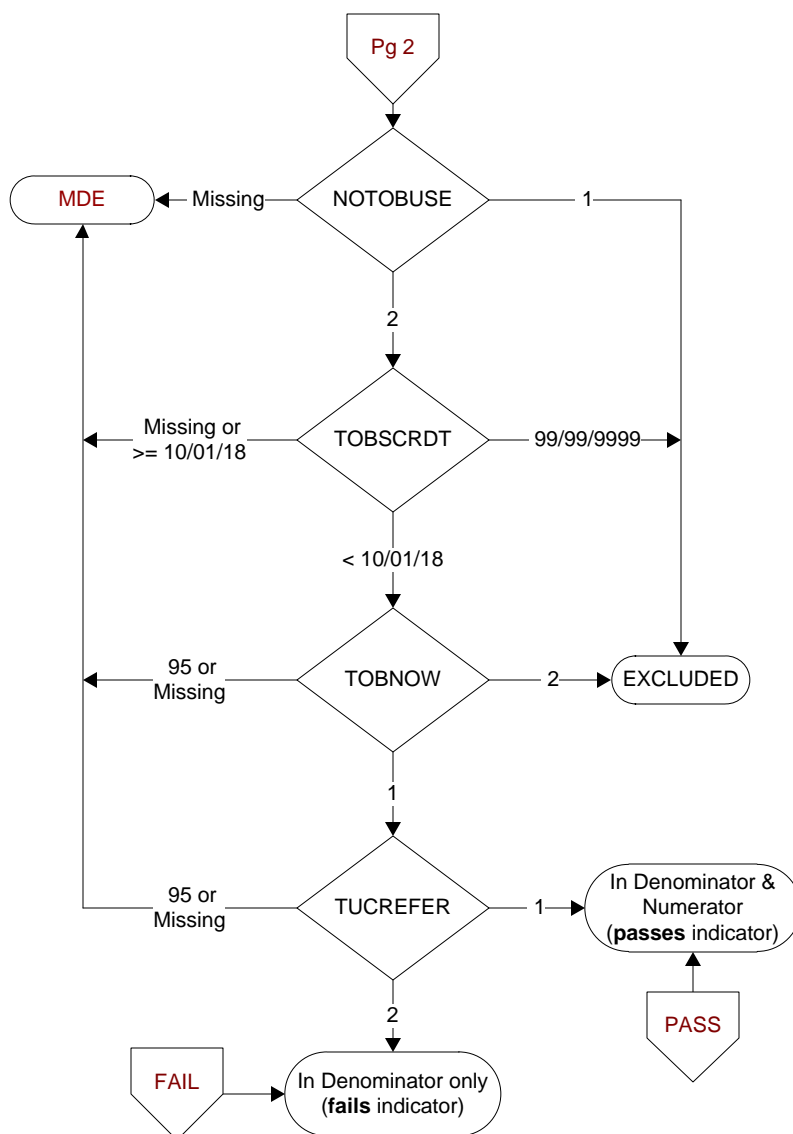 Pg 2
MDE
Missing
NOTOBUSE
1
2
Missing or
>= 10/01/18
TOBSCRDT
99/99/9999
< 10/01/18
95 or
Missing
TOBNOW
2
EXCLUDED
1
95 or
Missing
TUCREFER
1
In Denominator &
Numerator
(passes indicator)
2
PASS
FAIL
In Denominator only
(fails indicator)